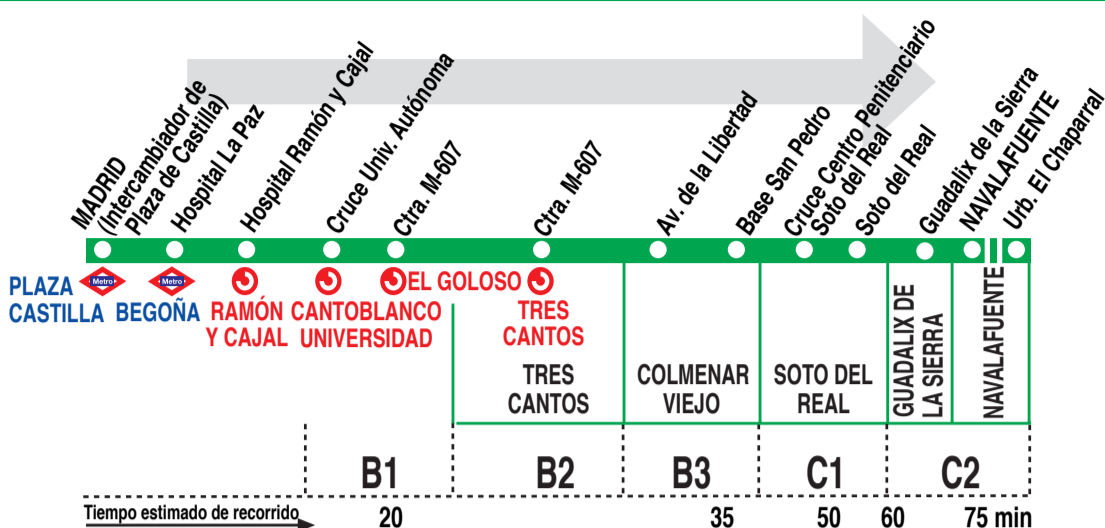 MADRID
(Intercambiador de
Plaza de Castilla)
Hospital La Paz
Hospital Ramón y Cajal
Cruce Univ. Autónoma
Ctra. M-607
Ctra. M-607
Av. de la Libertad
Base San Pedro
Cruce Centro Penitenciario
Soto del Real
Soto del Real
Guadalix de la Sierra
NAVALAFUENTE
Urb. El Chaparral
PLAZA
CASTILLA
Metro
BEGOÑA
Metro
RAMÓN
Y CAJAL
CANTOBLANCO
UNIVERSIDAD
EL GOLOSO
TRES
CANTOS
TRES
CANTOS
COLMENAR
VIEJO
SOTO DEL
REAL
GUADALIX DE
LA SIERRA
NAVALAFUENTE
B1
B2
B3
C1
C2
Tiempo estimado de recorrido
20
35
50
60
75 min